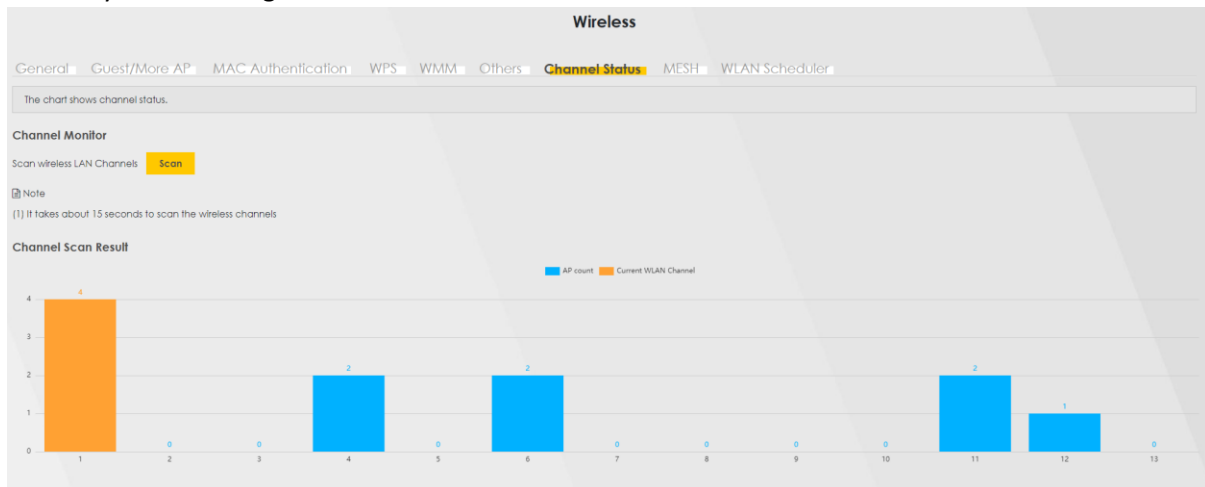 Wireless
General Guest/More AP MAC Authentication WPS WMM Others Channel Status MESH WLAN Scheduler
The chart shows channel status.
Channel Monitor
Scan wireless LAN Channels Scan
Note
(1) It takes about 15 seconds to scan the wireless channels
Channel Scan Result
AP count Current WLAN Channel
4 4
3
2 2 2 2
1 1
0 0 0 0 0 0 0 0 0
1 2 3 4 5 6 7 8 9 10 11 12 13